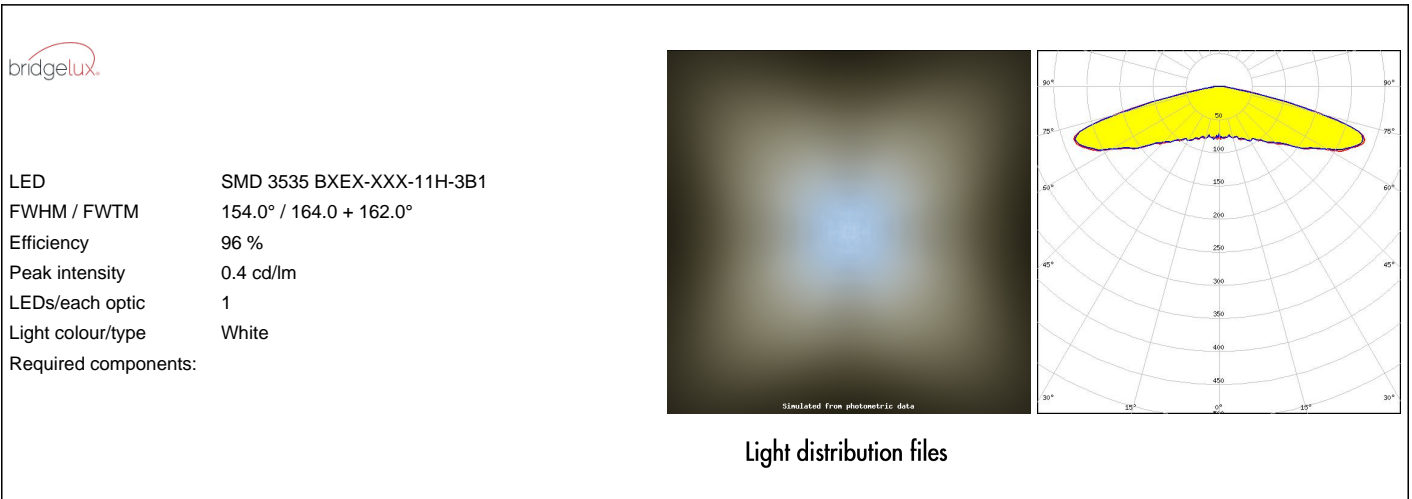 bridgelux.
LED SMD 3535 BXEX-XXX-11H-3B1
FWHM / FWTM 154.0° / 164.0 + 162.0°
Efficiency 96 %
Peak intensity 0.4 cd/lm
LEDs/each optic 1
Light colour/type White
Required components:
Simulated from photometric data
90° 90°
50
75° 75°
100
150
60° 60°
200
250
45° 45°
300
350
400
450
30° 15° 0° 15° 30°
Light distribution files